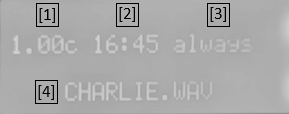 [1] [2] [3]
1.00c 16:45 always
[4] CHARLIE.WAV